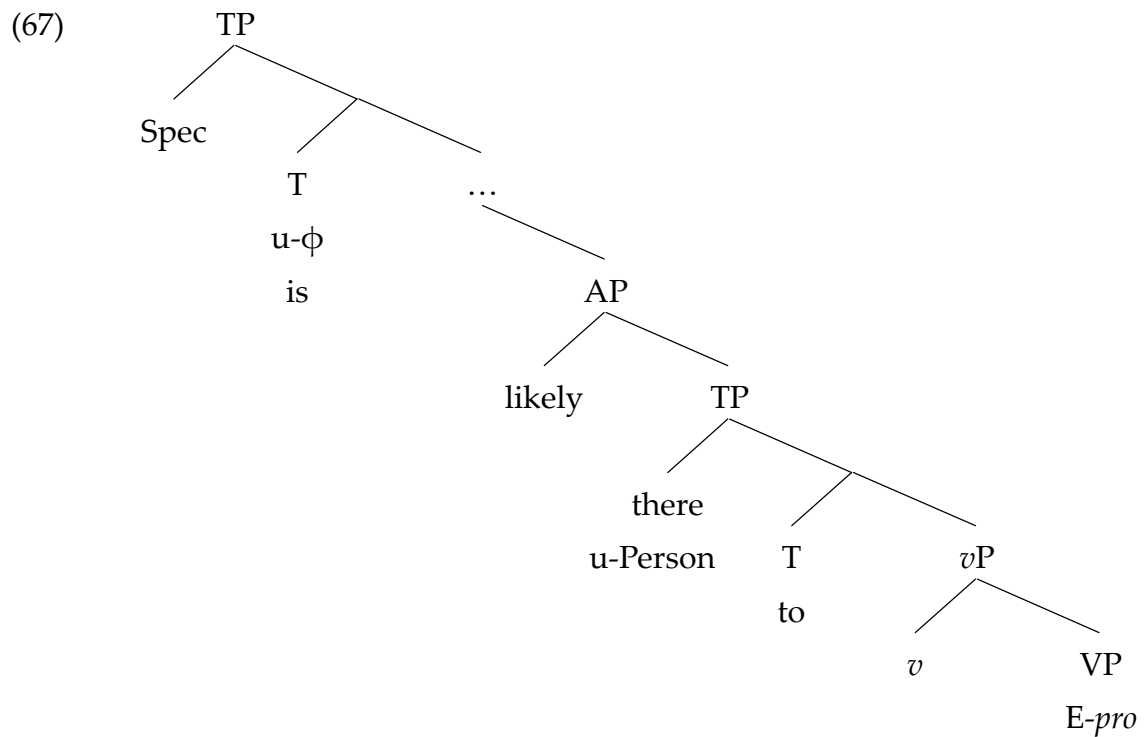 (67) TP
Spec
T …
u-ϕ
is
AP
likely TP
there
u-Person T vP
to
v VP
E-pro